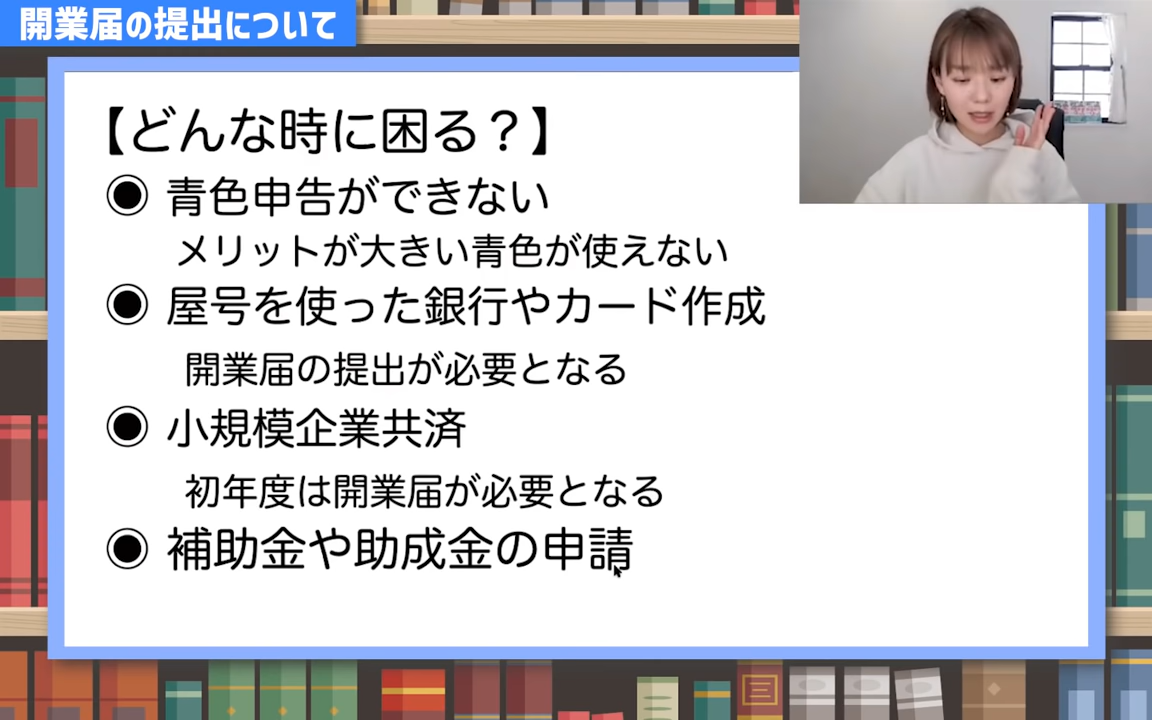 開業届の提出について
【どんな時に困る？】
◉ 青色申告ができない
メリットが大きい青色が使えない
◉ 屋号を使った銀行やカード作成
開業届の提出が必要となる
◉ 小規模企業共済
初年度は開業届が必要となる
◉ 補助金や助成金の申請